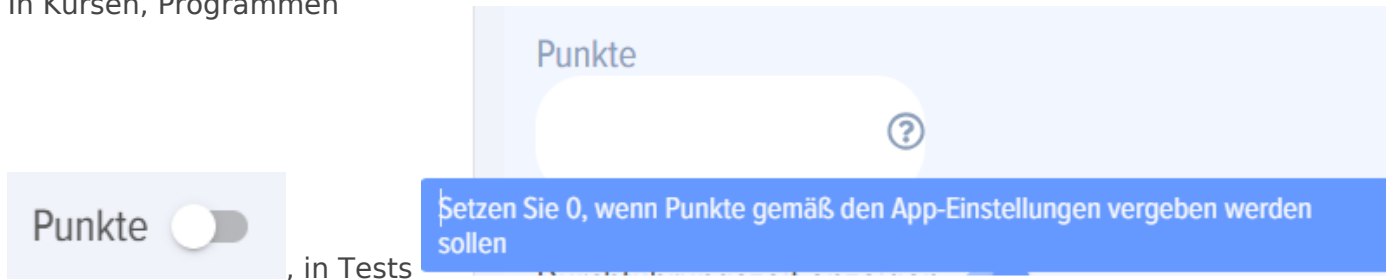 in Kursen, Programmen
Punkte
Punkte
, in Tests
Setzen Sie 0, wenn Punkte gemäß den App-Einstellungen vergeben werden
sollen